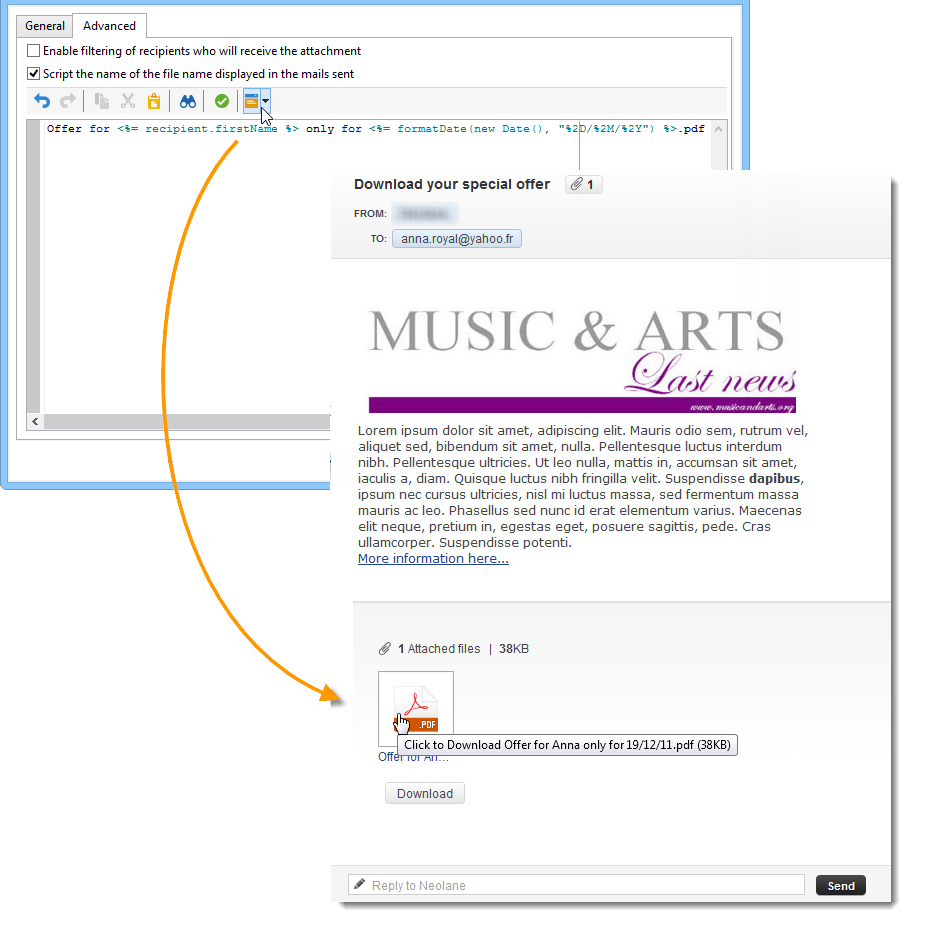 General Advanced
Enable filtering of recipients who will receive the attachment
Script the name of the file name displayed in the mails sent
Offer for <%= recipient.firstName %> only for <%= formatDate(new Date(), "%2D/%2M/%2Y") %>.pdf
Download your special offer 1
FROM:
TO: anna.royal@yahoo.fr
MUSIC & ARTS
Last news
www.musicandarts.org
Lorem ipsum dolor sit amet, adipiscing elit. Mauris odio sem, rutrum vel,
aliquet sed, bibendum sit amet, nulla. Pellentesque luctus interdum
nibh. Pellentesque ultricies. Ut leo nulla, mattis in, accumsan sit amet,
iaculis a, diam. Quisque luctus nibh fringilla velit. Suspendisse dapibus,
ipsum nec cursus ultricies, nisl mi luctus massa, sed fermentum massa
mauris ac leo. Phasellus sed nunc id erat elementum varius. Maecenas
elit neque, pretium in, egestas eget, posuere sagittis, pede. Cras
ullamcorper. Suspendisse potenti.
More information here...
1 Attached files | 38KB
.PDF
Click to Download Offer for Anna only for 19/12/11.pdf (38KB)
Offer for An...
Download
Reply to Neolane
Send